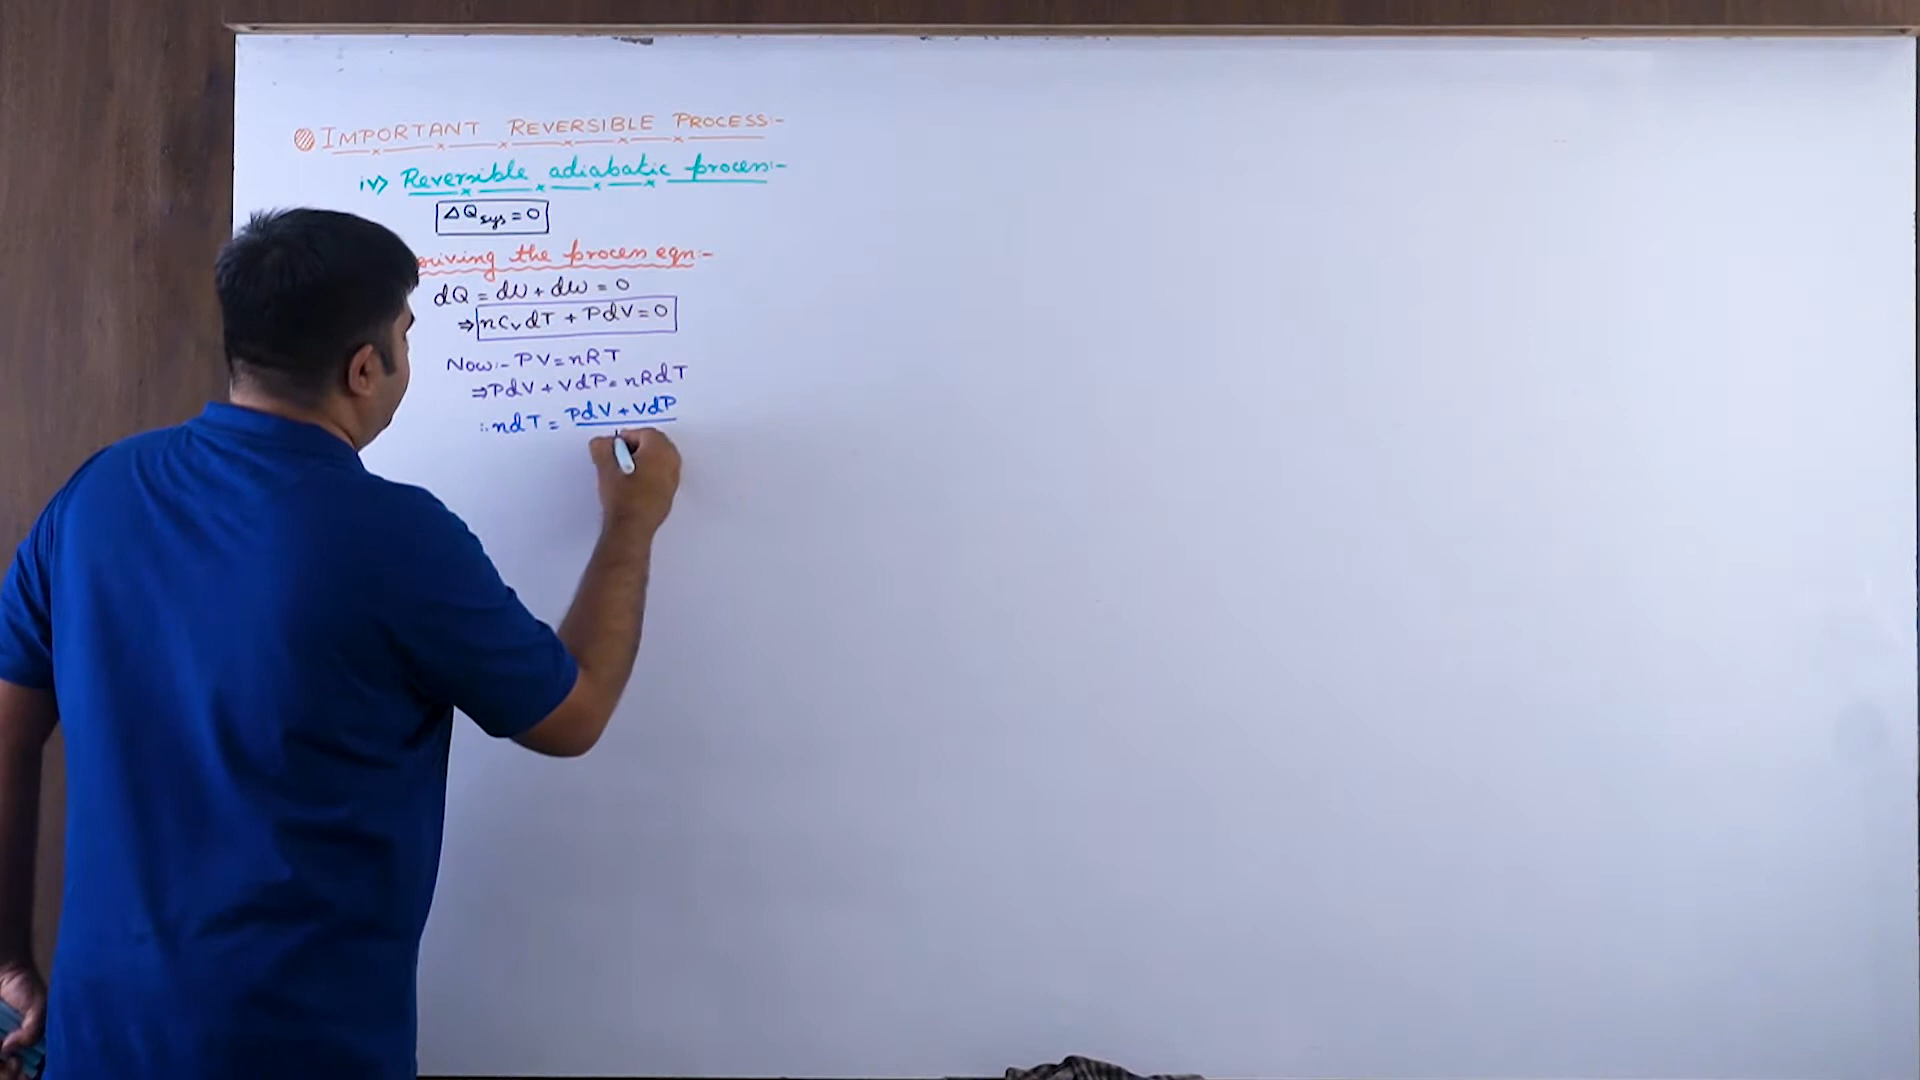 IMPORTANT REVERSIBLE PROCESS:-
iv) Reversible adiabatic process:-
ΔQsys = 0
the process eqn:-
dQ = dU + dW = 0
⇒ nCvdT + PdV = 0
Now:- PV = nRT
⇒ PdV + VdP = nRdT
∴ ndT = PdV + VdP